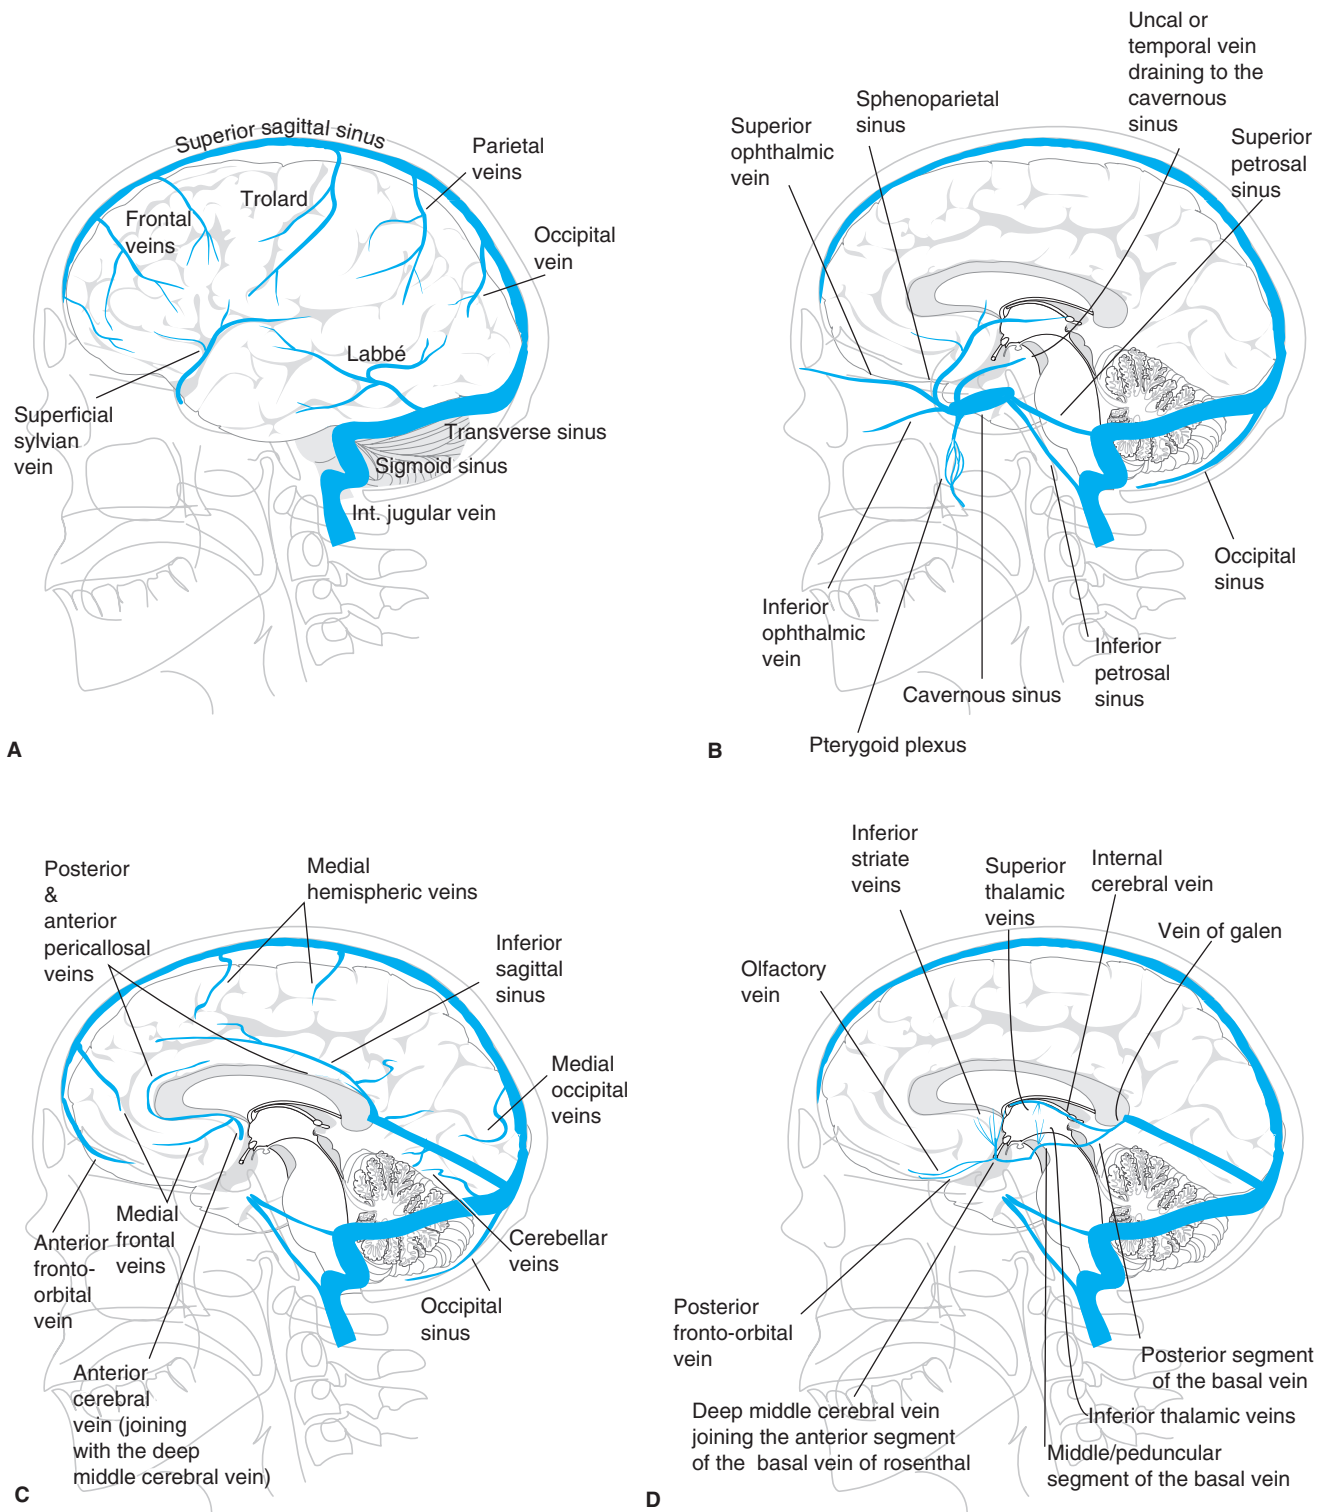 Superior sagittal sinus
Parietal
veins
Trolard
Frontal
veins
Occipital
vein
Labbé
Superficial
sylvian
vein
Transverse sinus
Sigmoid sinus
Int. jugular vein
A
Uncal or
temporal vein
draining to the
cavernous
sinus
Sphenoparietal
sinus
Superior
ophthalmic
vein
Superior
petrosal
sinus
Occipital
sinus
Inferior
ophthalmic
vein
Inferior
petrosal
sinus
Cavernous sinus
Pterygoid plexus
B
Posterior
&
anterior
pericallosal
veins
Medial
hemispheric veins
Inferior
sagittal
sinus
Medial
occipital
veins
Medial
frontal
veins
Anterior
fronto-
orbital
vein
Cerebellar
veins
Occipital
sinus
Anterior
cerebral
vein (joining
with the deep
middle cerebral vein)
C
Inferior
striate
veins
Superior
thalamic
veins
Internal
cerebral vein
Vein of galen
Olfactory
vein
Posterior
fronto-orbital
vein
Posterior segment
of the basal vein
Deep middle cerebral vein
joining the anterior segment
of the basal vein of rosenthal
Inferior thalamic veins
Middle/peduncular
segment of the basal vein
D